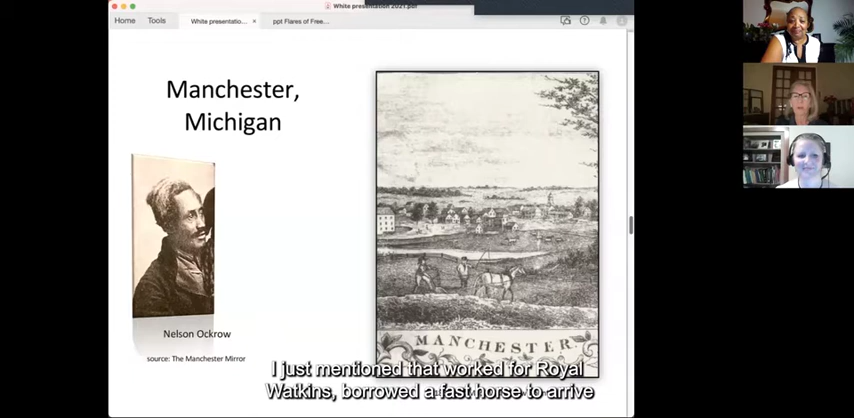 White presentation 2021.pdf
Home
Tools
White presentatio...
ppt Flares of Free...
Manchester,
Michigan
Nelson Ockrow
source: The Manchester Mirror
MANCHESTER.
I just mentioned that worked for Royal
Watkins, borrowed a fast horse to arrive